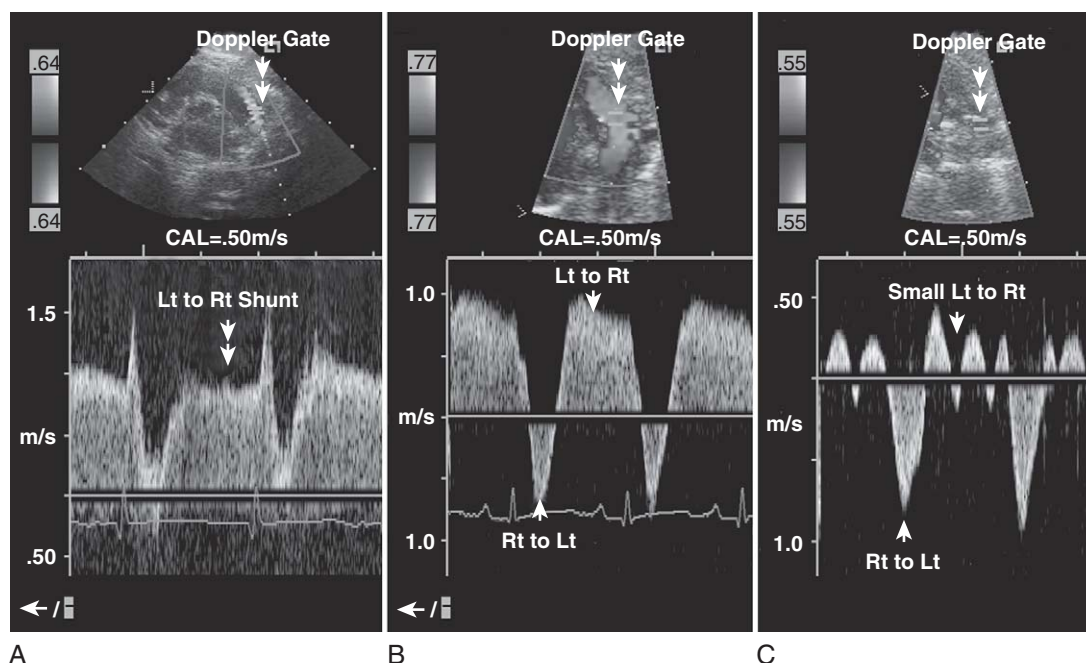 Doppler Gate
.64
.64
CAL=.50m/s
1.5
Lt to Rt Shunt
m/s
.50
/
A
Doppler Gate
.77
.77
CAL=.50m/s
1.0
Lt to Rt
m/s
1.0
Rt to Lt
/
B
Doppler Gate
.55
.55
CAL=.50m/s
.50
Small Lt to Rt
m/s
1.0
Rt to Lt
C